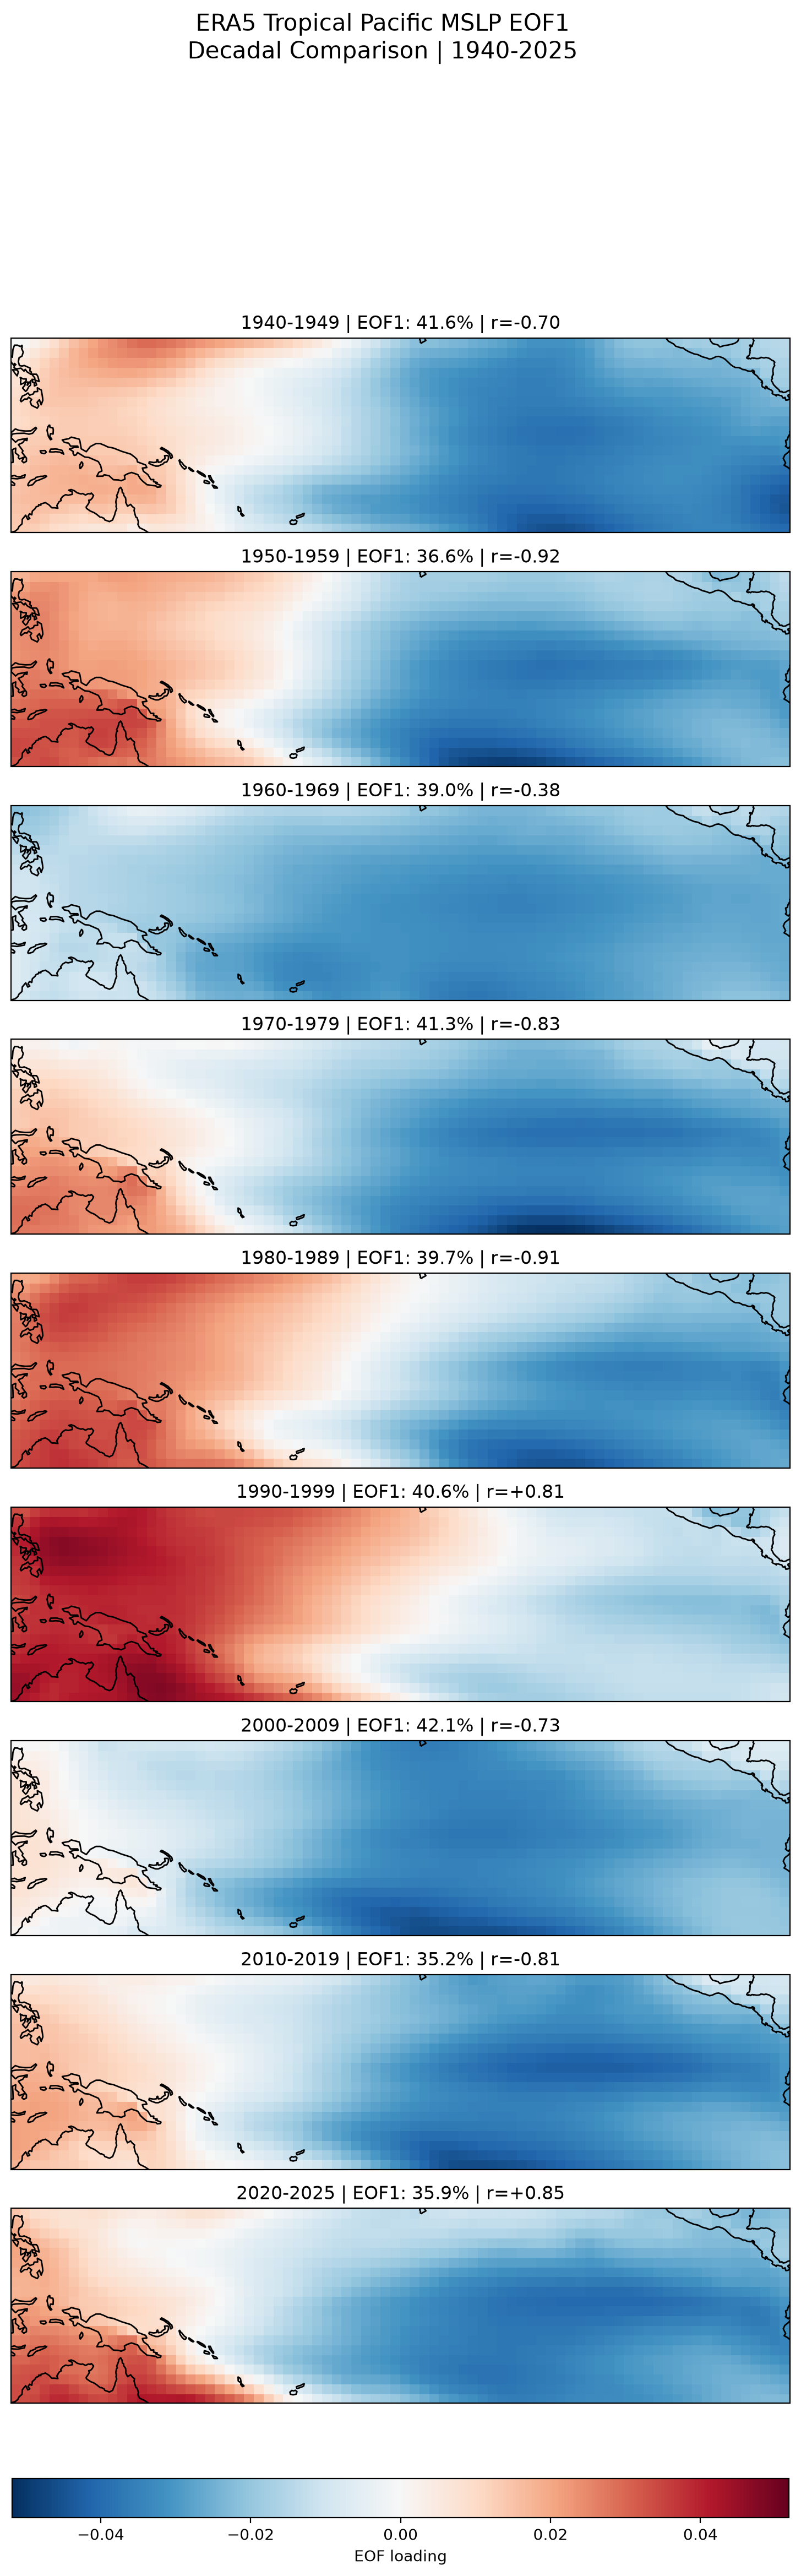 ERA5 Tropical Pacific MSLP EOF1
Decadal Comparison | 1940-2025
1940-1949 | EOF1: 41.6% | r=-0.70
1950-1959 | EOF1: 36.6% | r=-0.92
1960-1969 | EOF1: 39.0% | r=-0.38
1970-1979 | EOF1: 41.3% | r=-0.83
1980-1989 | EOF1: 39.7% | r=-0.91
1990-1999 | EOF1: 40.6% | r=+0.81
2000-2009 | EOF1: 42.1% | r=-0.73
2010-2019 | EOF1: 35.2% | r=-0.81
2020-2025 | EOF1: 35.9% | r=+0.85
−0.04 −0.02 0.00 0.02 0.04
EOF loading